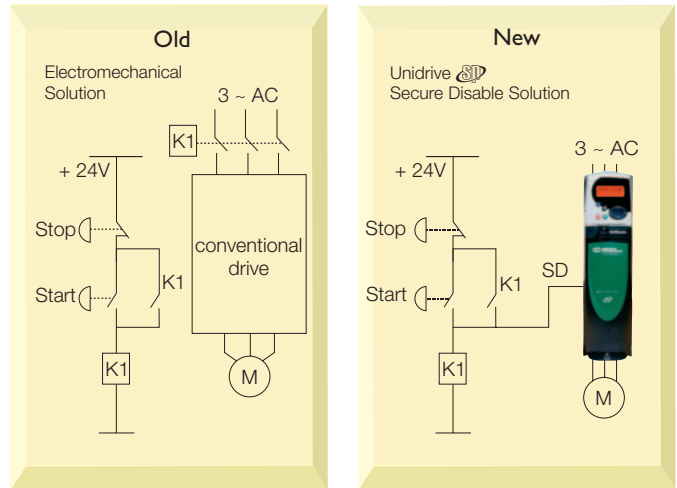 Old
Electromechanical
Solution
3 ~ AC
K1
+ 24V
Stop
conventional
drive
K1
Start
K1
M
New
Unidrive SP
Secure Disable Solution
3 ~ AC
+ 24V
Stop
SD
K1
Start
K1
M